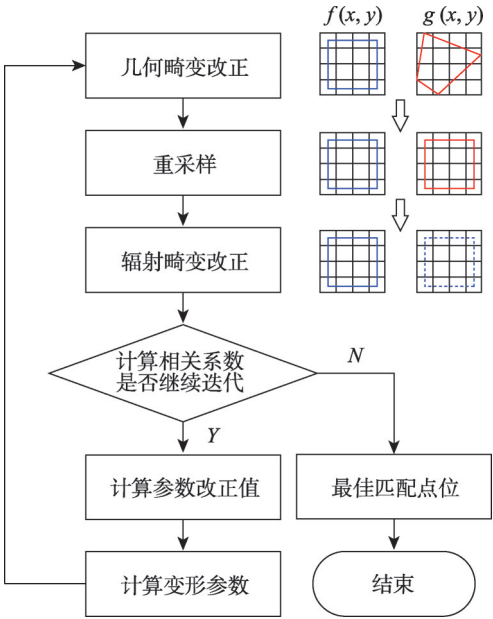 f(x, y)
g(x, y)
几何畸变改正
重采样
辐射畸变改正
计算相关系数
是否继续迭代
N
Y
计算参数改正值
最佳匹配点位
计算变形参数
结束